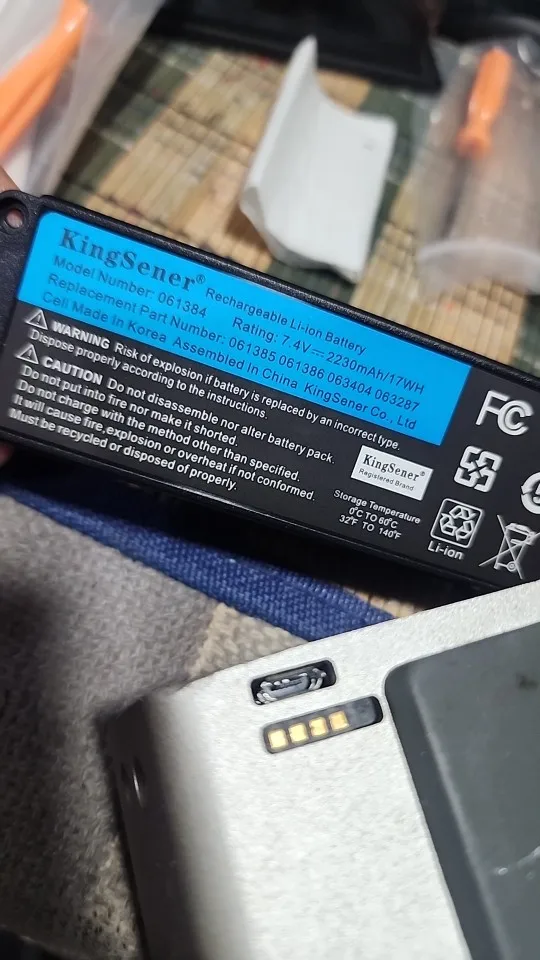 KingSener® Rechargeable Li-Ion Battery
Model Number: 061384 Rating: 7.4V⎓2230mAh/17WH
Replacement Part Number: 061385 061386 063404 063287
Cell Made In Korea Assembled In China KingSener Co., Ltd
WARNING Risk of explosion if battery is replaced by an incorrect type.
Dispose properly according to the instructions.
CAUTION Do not disassemble nor alter battery pack.
Do not put into fire nor make it shorted.
Do not charge with the method other than specified.
It will cause fire, explosion or overheat if not conformed.
Must be recycled or disposed of properly.
KingSener®
Registered Brand
Storage Temperature
0℃ TO 60℃
32℉ TO 140℉
FC
Li-ion